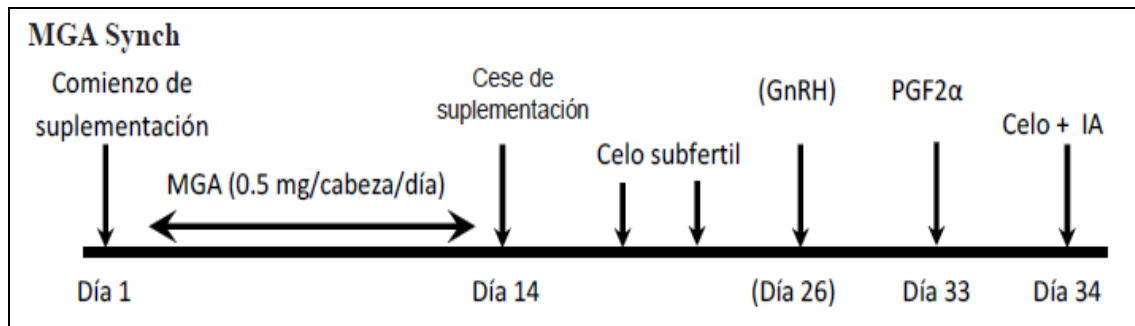 MGA Synch
Comienzo de
suplementación
Cese de
suplementación
(GnRH)
PGF2α
Celo + IA
Celo subfertil
MGA (0.5 mg/cabeza/día)
Día 1
Día 14
(Día 26)
Día 33
Día 34